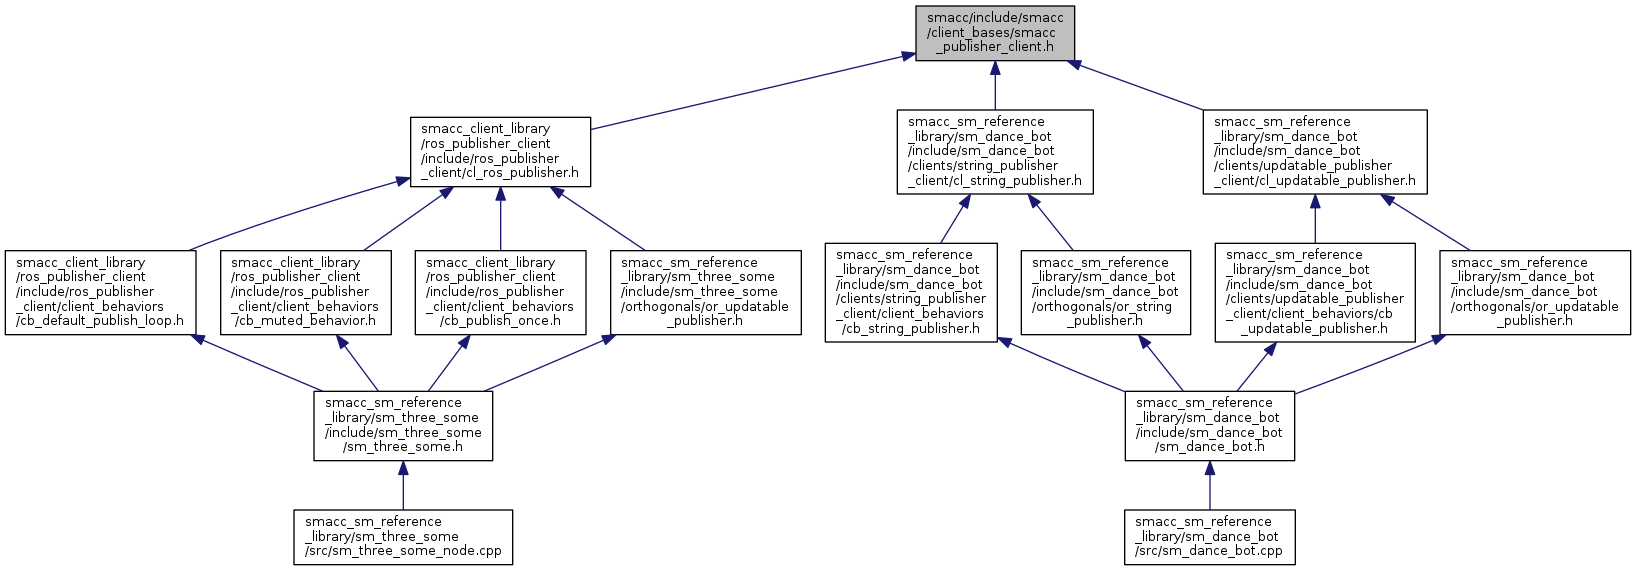 smacc/include/smacc
/client_bases/smacc
_publisher_client.h
smacc_client_library
/ros_publisher_client
/include/ros_publisher
_client/cl_ros_publisher.h
smacc_sm_reference
_library/sm_dance_bot
/include/sm_dance_bot
/clients/string_publisher
_client/cl_string_publisher.h
smacc_sm_reference
_library/sm_dance_bot
/include/sm_dance_bot
/clients/updatable_publisher
_client/cl_updatable_publisher.h
smacc_client_library
/ros_publisher_client
/include/ros_publisher
_client/client_behaviors
/cb_default_publish_loop.h
smacc_client_library
/ros_publisher_client
/include/ros_publisher
_client/client_behaviors
/cb_muted_behavior.h
smacc_client_library
/ros_publisher_client
/include/ros_publisher
_client/client_behaviors
/cb_publish_once.h
smacc_sm_reference
_library/sm_three_some
/include/sm_three_some
/orthogonals/or_updatable
_publisher.h
smacc_sm_reference
_library/sm_dance_bot
/include/sm_dance_bot
/clients/string_publisher
_client/client_behaviors
/cb_string_publisher.h
smacc_sm_reference
_library/sm_dance_bot
/include/sm_dance_bot
/orthogonals/or_string
_publisher.h
smacc_sm_reference
_library/sm_dance_bot
/include/sm_dance_bot
/clients/updatable_publisher
_client/client_behaviors/cb
_updatable_publisher.h
smacc_sm_reference
_library/sm_dance_bot
/include/sm_dance_bot
/orthogonals/or_updatable
_publisher.h
smacc_sm_reference
_library/sm_three_some
/include/sm_three_some
/sm_three_some.h
smacc_sm_reference
_library/sm_dance_bot
/include/sm_dance_bot
/sm_dance_bot.h
smacc_sm_reference
_library/sm_three_some
/src/sm_three_some_node.cpp
smacc_sm_reference
_library/sm_dance_bot
/src/sm_dance_bot.cpp